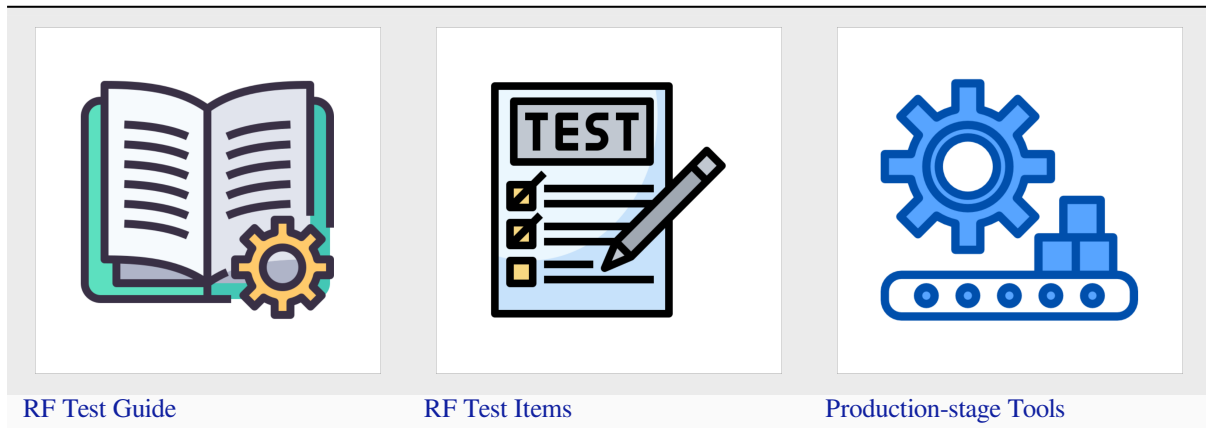 TEST
RF Test Guide
RF Test Items
Production-stage Tools